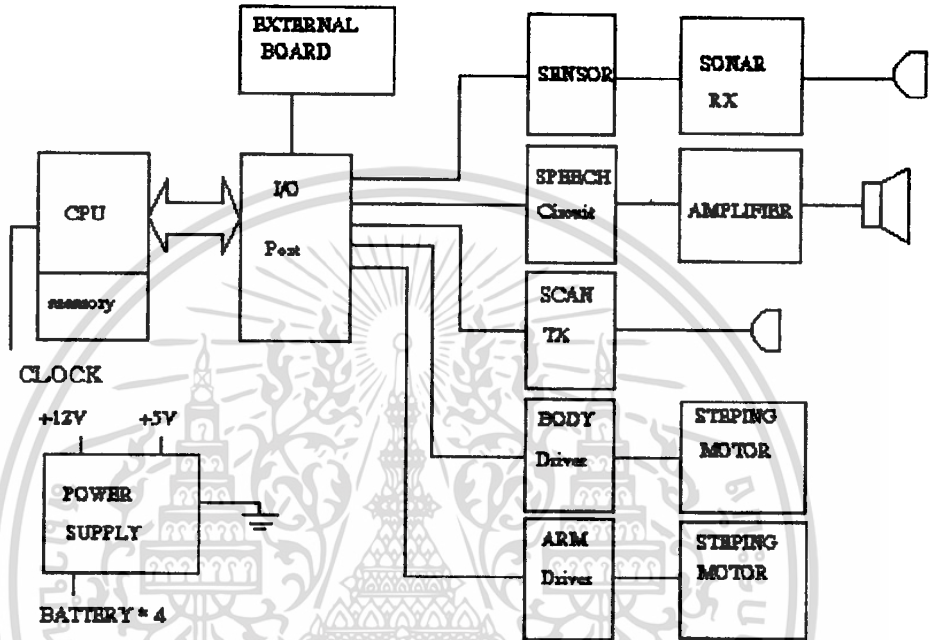 EXTERNAL
BOARD
SENSOR
SONAR
RX
CPU
memory
I/O
Port
SPEECH
Circuit
AMPLIFIER
SCAN
TX
CLOCK
+12V +5V
POWER
SUPPLY
BATTERY * 4
BODY
Driver
STEPING
MOTOR
ARM
Driver
STEPING
MOTOR